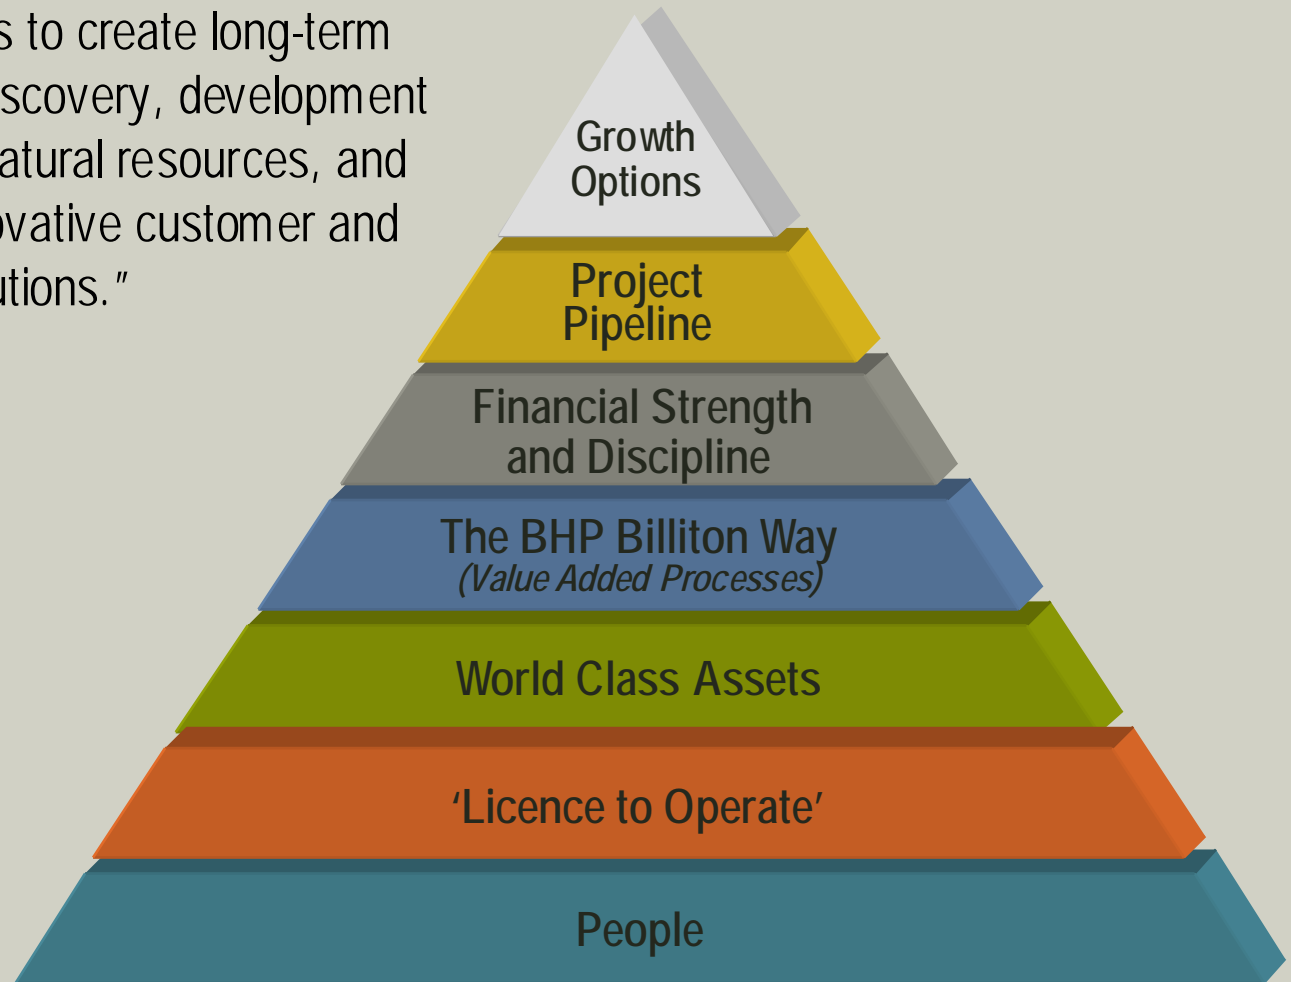 s to create long-term
scovery, development
atural resources, and
ovative customer and
utions."
Growth
Options
Project
Pipeline
Financial Strength
and Discipline
The BHP Billiton Way
(Value Added Processes)
World Class Assets
‘Licence to Operate’
People